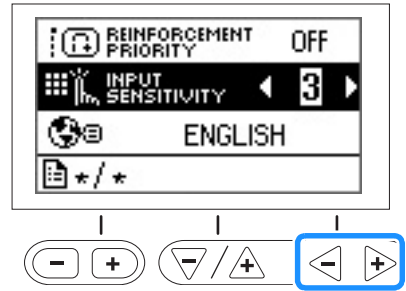 REINFORCEMENT
PRIORITY OFF
INPUT
SENSITIVITY 3
ENGLISH
*/*
- + -/+ - +